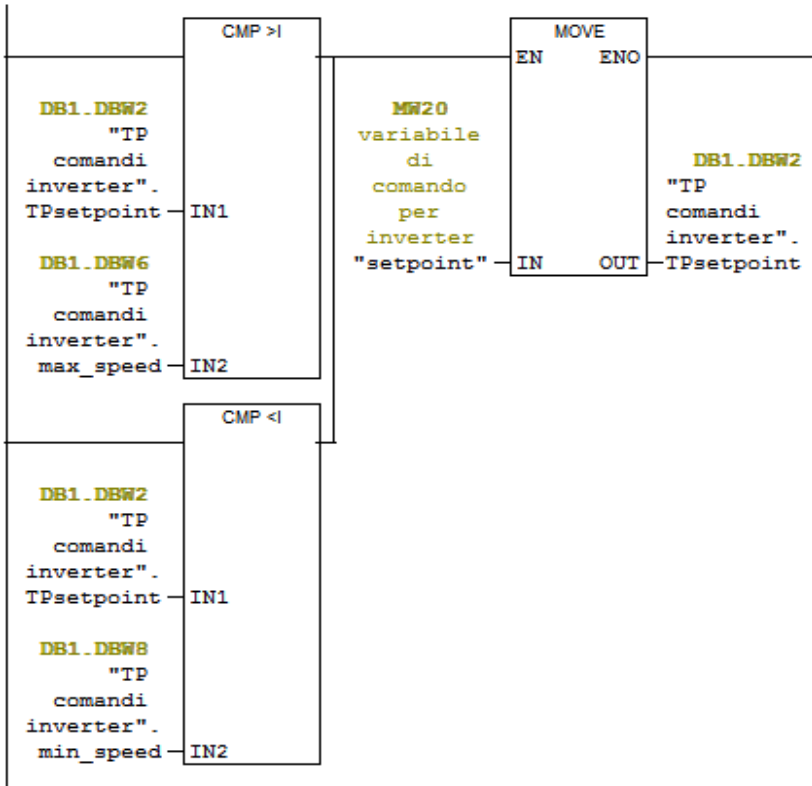 CMP >I
DB1.DBW2
"TP
comandi
inverter".
TPsetpoint
IN1
DB1.DBW6
"TP
comandi
inverter".
max_speed
IN2
MOVE
EN ENO
MW20
variabile
di
comando
per
inverter
"setpoint"
IN OUT
DB1.DBW2
"TP
comandi
inverter".
TPsetpoint
CMP <I
DB1.DBW2
"TP
comandi
inverter".
TPsetpoint
IN1
DB1.DBW8
"TP
comandi
inverter".
min_speed
IN2